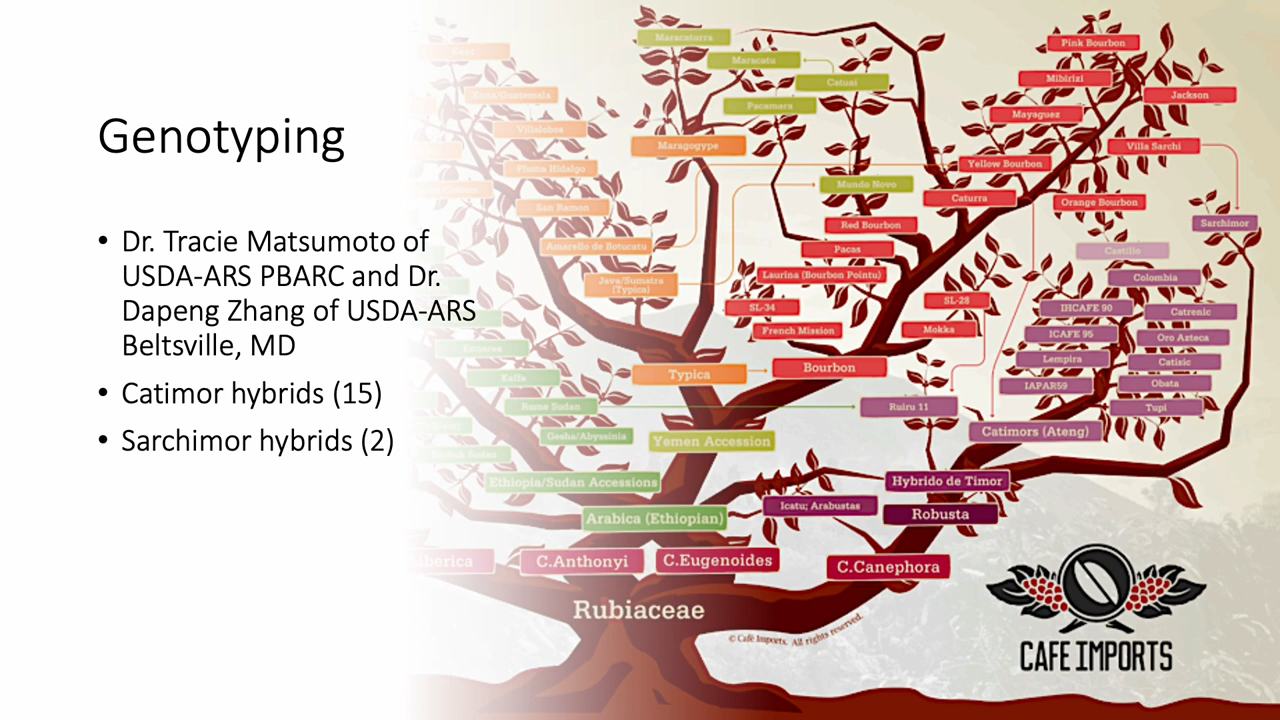 Genotyping
• Dr. Tracie Matsumoto of
USDA-ARS PBARC and Dr.
Dapeng Zhang of USDA-ARS
Beltsville, MD
• Catimor hybrids (15)
• Sarchimor hybrids (2)
Kona/Guatemala
Villalobos
Pluma Hidalgo
San Ramon
Amarello de Botucatu
Java/Sumatra
(Typica)
Maracaturra
Maracatu
Catuai
Pacamara
Maragogype
Mundo Novo
Red Bourbon
Pacas
Laurina (Bourbon Pointu)
SL-34
French Mission
Typica
Bourbon
Pink Bourbon
Mibirizi
Jackson
Mayaguez
Villa Sarchi
Yellow Bourbon
Caturra
Orange Bourbon
Sarchimor
Castillo
Colombia
SL-28
Mokka
IHCAFE 90
Catrenic
ICAFE 95
Oro Azteca
Lempira
Catisic
IAPAR59
Obata
Tupi
Kaffa
Rume Sudan
Ruiru 11
Gesha/Abyssinia
Yemen Accession
Catimors (Ateng)
Ethiopia/Sudan Accessions
Hybrido de Timor
Icatu; Arabustas
Robusta
Arabica (Ethiopian)
C.Anthonyi
C.Eugenoides
C.Canephora
Rubiaceae
© Café Imports. All rights reserved.
CAFE IMPORTS